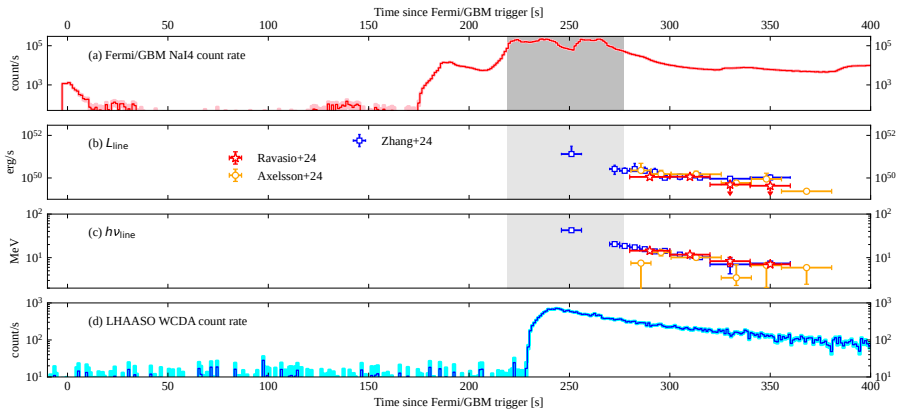 Time since Fermi/GBM trigger [s]
0 50 100 150 200 250 300 350 400
(a) Fermi/GBM NaI4 count rate
count/s
10^5 10^3
10^5 10^3
(b) L_line
Zhang+24
Ravasio+24
Axelsson+24
erg/s
10^52 10^50
10^52 10^50
(c) hν_line
MeV
10^2 10^1
10^2 10^1
(d) LHAASO WCDA count rate
count/s
10^3 10^2 10^1
10^3 10^2 10^1
0 50 100 150 200 250 300 350 400
Time since Fermi/GBM trigger [s]